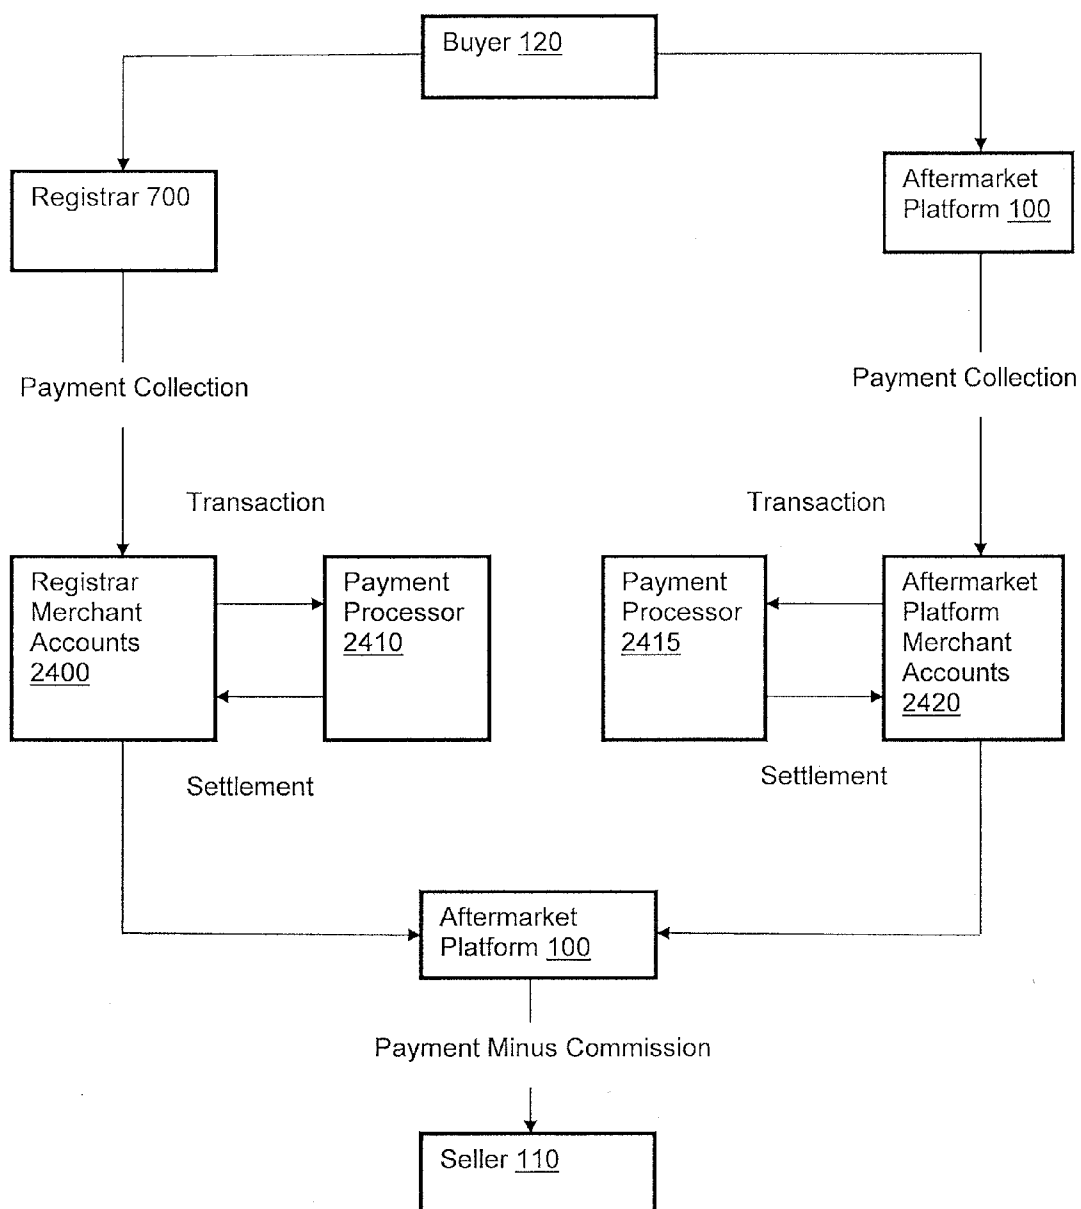 Buyer 120
Registrar 700
Aftermarket
Platform 100
Payment Collection
Payment Collection
Transaction
Transaction
Registrar
Merchant
Accounts
2400
Payment
Processor
2410
Payment
Processor
2415
Aftermarket
Platform
Merchant
Accounts
2420
Settlement
Settlement
Aftermarket
Platform 100
Payment Minus Commission
Seller 110